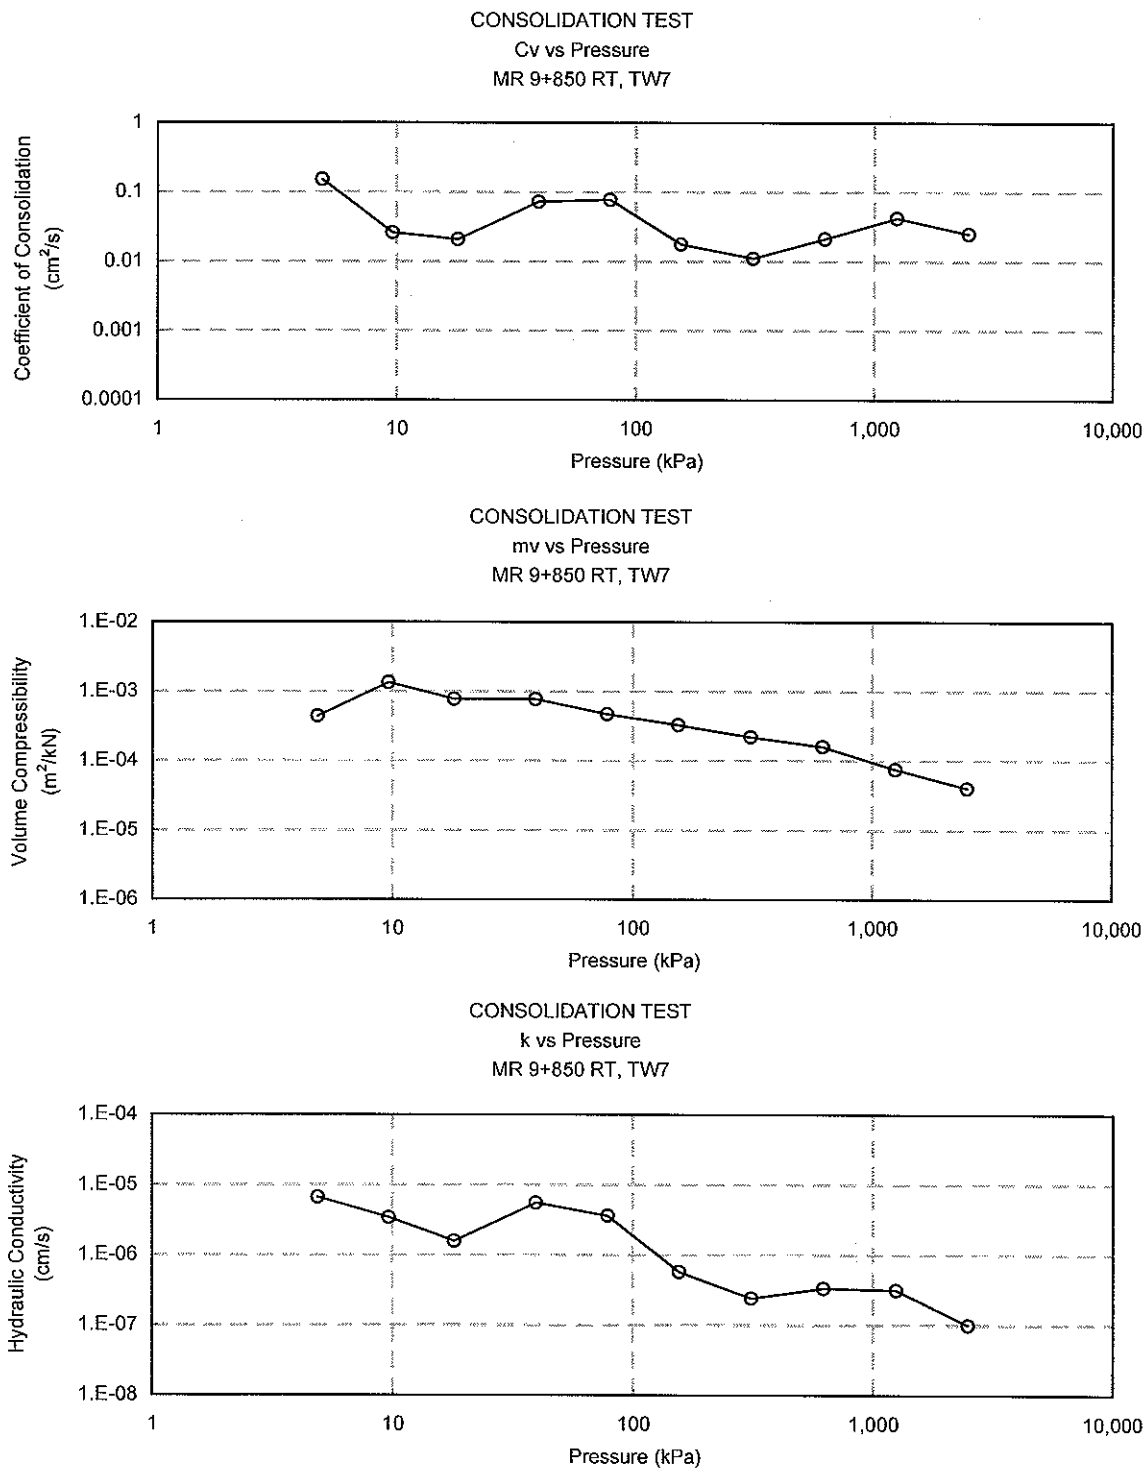 CONSOLIDATION TEST
Cv vs Pressure
MR 9+850 RT, TW7
Coefficient of Consolidation
(cm²/s)
1
0.1
0.01
0.001
0.0001
1 10 100 1,000 10,000
Pressure (kPa)
CONSOLIDATION TEST
mv vs Pressure
MR 9+850 RT, TW7
Volume Compressibility
(m²/kN)
1.E-02
1.E-03
1.E-04
1.E-05
1.E-06
1 10 100 1,000 10,000
Pressure (kPa)
CONSOLIDATION TEST
k vs Pressure
MR 9+850 RT, TW7
Hydraulic Conductivity
(cm/s)
1.E-04
1.E-05
1.E-06
1.E-07
1.E-08
1 10 100 1,000 10,000
Pressure (kPa)